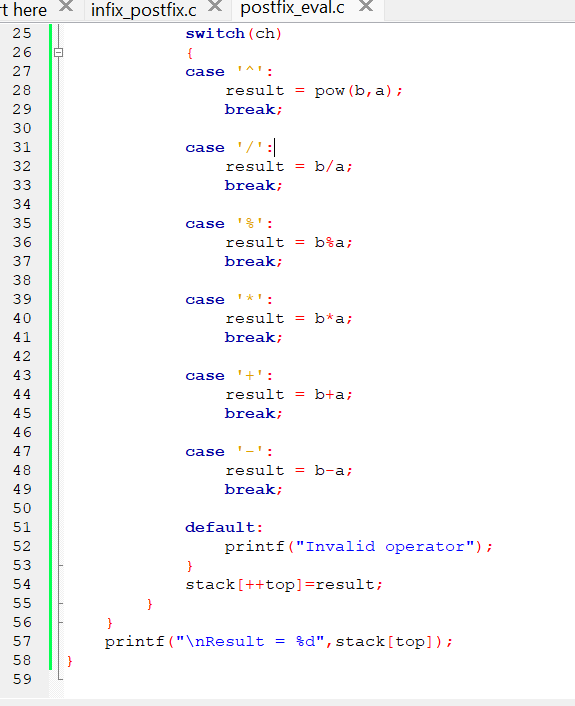 rt here infix_postfix.c postfix_eval.c
25 switch(ch)
26 {
27 case '^':
28 result = pow(b,a);
29 break;
30
31 case '/':
32 result = b/a;
33 break;
34
35 case '%':
36 result = b%a;
37 break;
38
39 case '*':
40 result = b*a;
41 break;
42
43 case '+':
44 result = b+a;
45 break;
46
47 case '-':
48 result = b-a;
49 break;
50
51 default:
52 printf("Invalid operator");
53 }
54 stack[++top]=result;
55 }
56 }
57 printf("\nResult = %d",stack[top]);
58 }
59